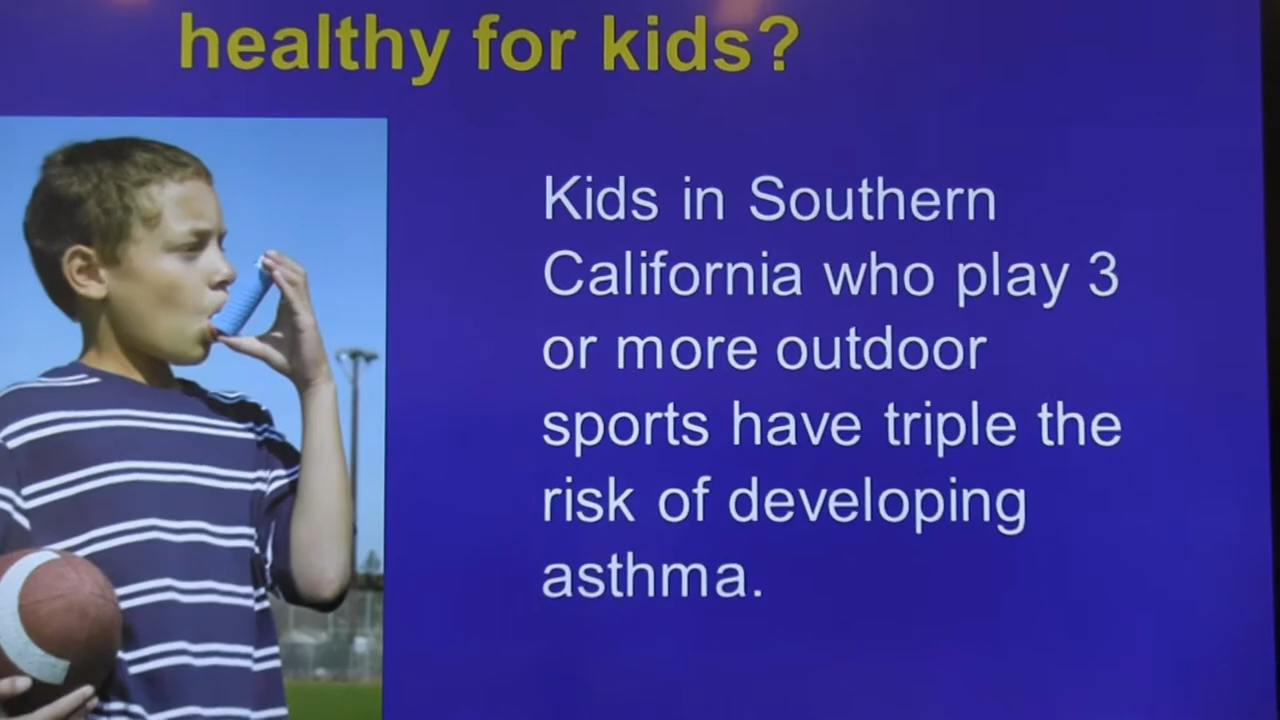 healthy for kids?
Kids in Southern
California who play 3
or more outdoor
sports have triple the
risk of developing
asthma.